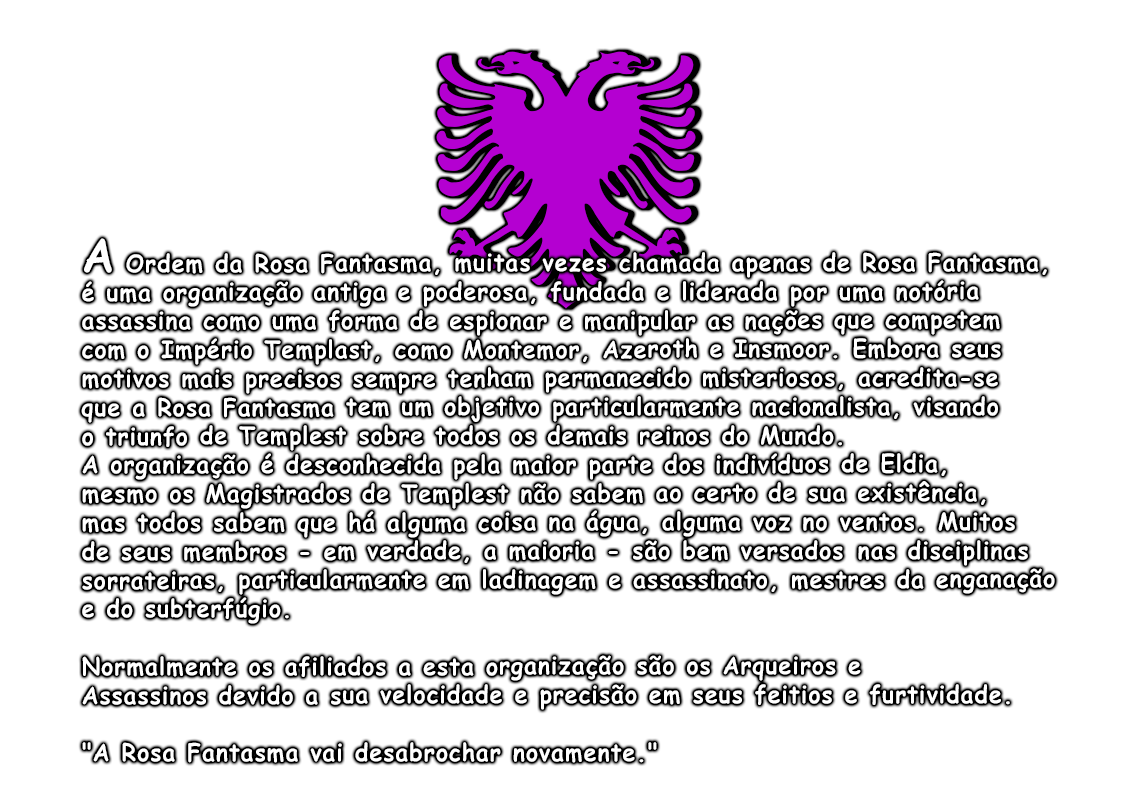 A Ordem da Rosa Fantasma, muitas vezes chamada apenas de Rosa Fantasma,
é uma organização antiga e poderosa, fundada e liderada por uma notória
assassina como uma forma de espionar e manipular as nações que competem
com o Império Templast, como Montemor, Azeroth e Insmoor. Embora seus
motivos mais precisos sempre tenham permanecido misteriosos, acredita-se
que a Rosa Fantasma tem um objetivo particularmente nacionalista, visando
o triunfo de Templest sobre todos os demais reinos do Mundo.
A organização é desconhecida pela maior parte dos indivíduos de Eldia,
mesmo os Magistrados de Templest não sabem ao certo de sua existência,
mas todos sabem que há alguma coisa na água, alguma voz no ventos. Muitos
de seus membros - em verdade, a maioria - são bem versados nas disciplinas
sorrateiras, particularmente em ladinagem e assassinato, mestres da enganação
e do subterfúgio.
Normalmente os afiliados a esta organização são os Arqueiros e
Assassinos devido a sua velocidade e precisão em seus feitios e furtividade.
"A Rosa Fantasma vai desabrochar novamente."